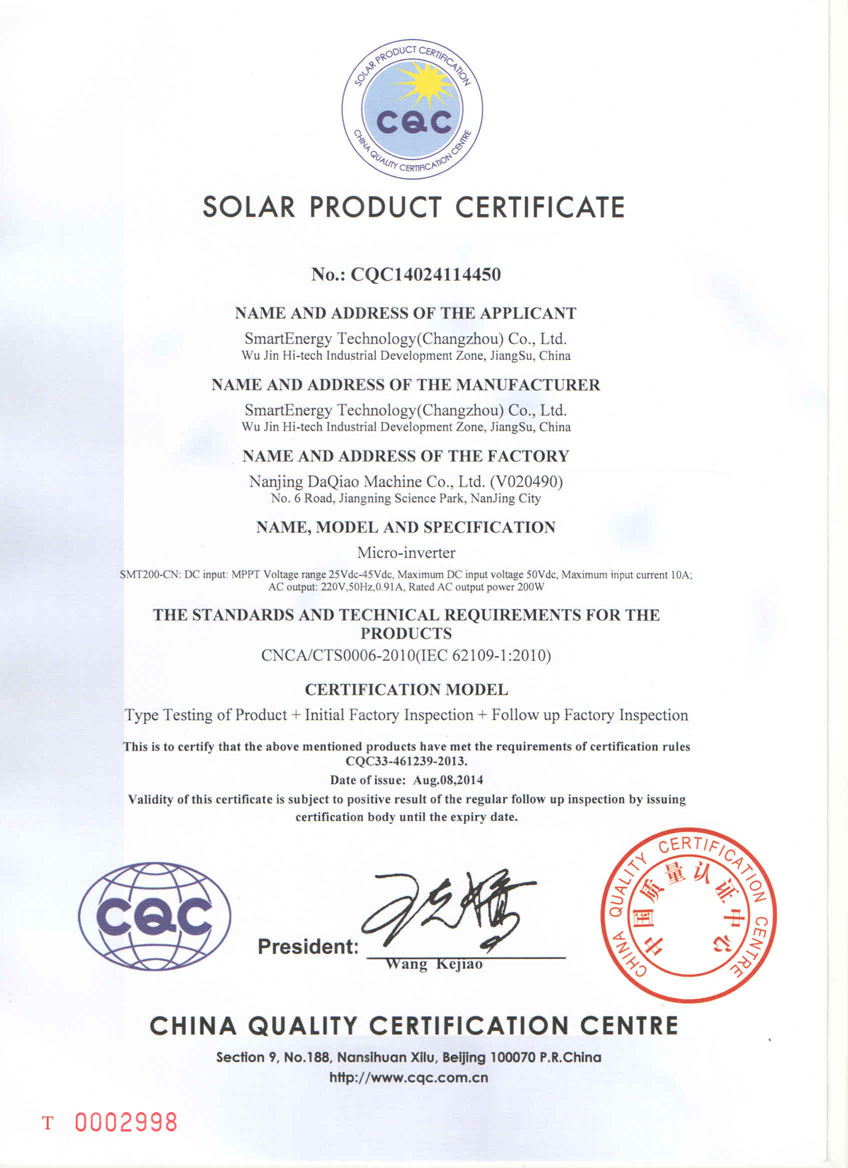 SOLAR PRODUCT CERTIFICATION
CQC
CHINA QUALITY CERTIFICATION CENTRE
SOLAR PRODUCT CERTIFICATE
No.: CQC14024114450
NAME AND ADDRESS OF THE APPLICANT
SmartEnergy Technology(Changzhou) Co., Ltd.
Wu Jin Hi-tech Industrial Development Zone, JiangSu, China
NAME AND ADDRESS OF THE MANUFACTURER
SmartEnergy Technology(Changzhou) Co., Ltd.
Wu Jin Hi-tech Industrial Development Zone, JiangSu, China
NAME AND ADDRESS OF THE FACTORY
Nanjing DaQiao Machine Co., Ltd. (V020490)
No. 6 Road, Jiangning Science Park, NanJing City
NAME, MODEL AND SPECIFICATION
Micro-inverter
SMT200-CN: DC input: MPPT Voltage range 25Vdc-45Vdc, Maximum DC input voltage 50Vdc, Maximum input current 10A;
AC output: 220V,50Hz,0.91A, Rated AC output power 200W
THE STANDARDS AND TECHNICAL REQUIREMENTS FOR THE
PRODUCTS
CNCA/CTS0006-2010(IEC 62109-1:2010)
CERTIFICATION MODEL
Type Testing of Product + Initial Factory Inspection + Follow up Factory Inspection
This is to certify that the above mentioned products have met the requirements of certification rules
CQC33-461239-2013.
Date of issue: Aug.08,2014
Validity of this certificate is subject to positive result of the regular follow up inspection by issuing
certification body until the expiry date.
CQC
President:
Wang Kejiao
CHINA QUALITY CERTIFICATION CENTRE
中国质量认证中心
CHINA QUALITY CERTIFICATION CENTRE
Section 9, No.188, Nansihuan Xilu, Beijing 100070 P.R.China
http://www.cqc.com.cn
T 0002998